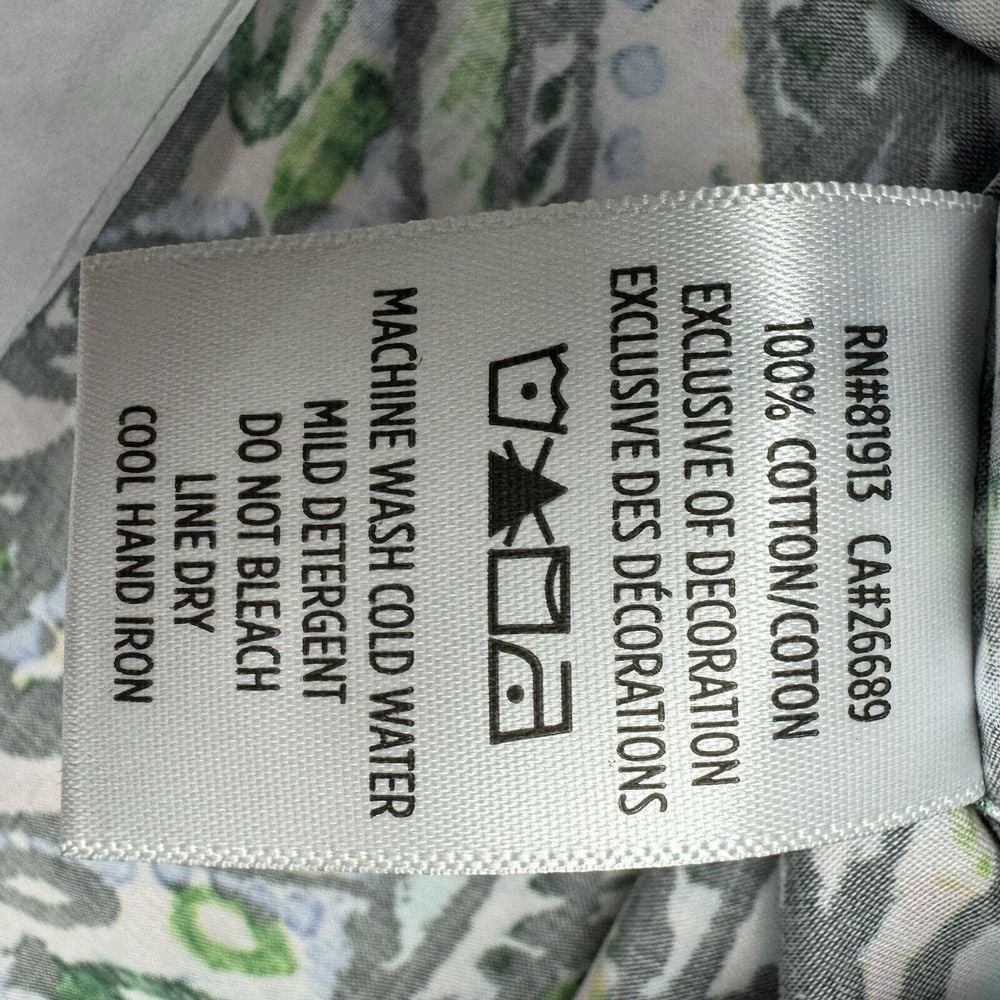 RN#81913 CA#26689
100% COTTON/COTON
EXCLUSIVE OF DECORATION
EXCLUSIVE DES DÉCORATIONS
MACHINE WASH COLD WATER
MILD DETERGENT
DO NOT BLEACH
LINE DRY
COOL HAND IRON